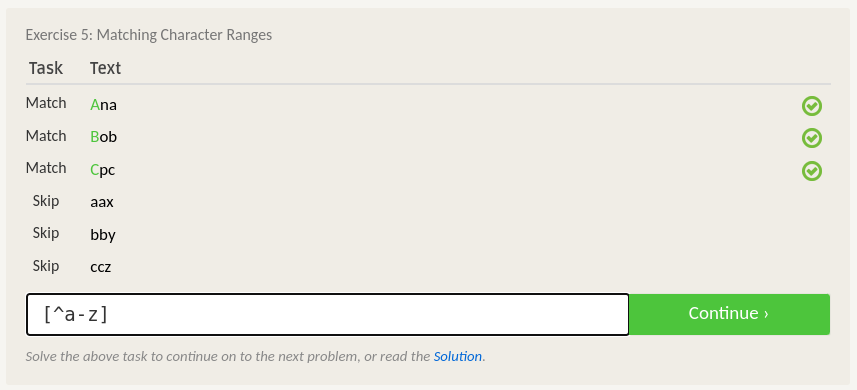 Exercise 5: Matching Character Ranges
Task Text
Match Ana
Match Bob
Match Cpc
Skip aax
Skip bby
Skip ccz
[^a-z] Continue ›
Solve the above task to continue on to the next problem, or read the Solution.